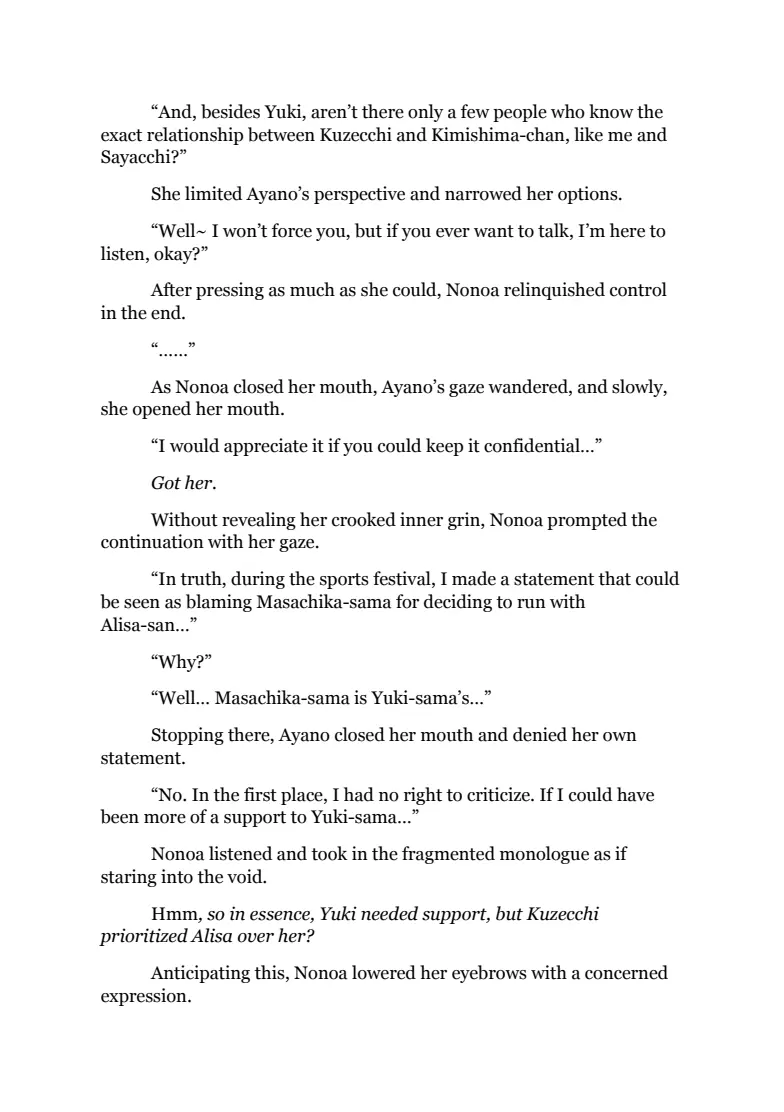 “And, besides Yuki, aren’t there only a few people who know the
exact relationship between Kuzecchi and Kimishima-chan, like me and
Sayacchi?”
She limited Ayano’s perspective and narrowed her options.
“Well~ I won’t force you, but if you ever want to talk, I’m here to
listen, okay?”
After pressing as much as she could, Nonoa relinquished control
in the end.
“……”
As Nonoa closed her mouth, Ayano’s gaze wandered, and slowly,
she opened her mouth.
“I would appreciate it if you could keep it confidential…”
Got her.
Without revealing her crooked inner grin, Nonoa prompted the
continuation with her gaze.
“In truth, during the sports festival, I made a statement that could
be seen as blaming Masachika-sama for deciding to run with
Alisa-san…”
“Why?”
“Well… Masachika-sama is Yuki-sama’s…”
Stopping there, Ayano closed her mouth and denied her own
statement.
“No. In the first place, I had no right to criticize. If I could have
been more of a support to Yuki-sama…”
Nonoa listened and took in the fragmented monologue as if
staring into the void.
Hmm, so in essence, Yuki needed support, but Kuzecchi
prioritized Alisa over her?
Anticipating this, Nonoa lowered her eyebrows with a concerned
expression.